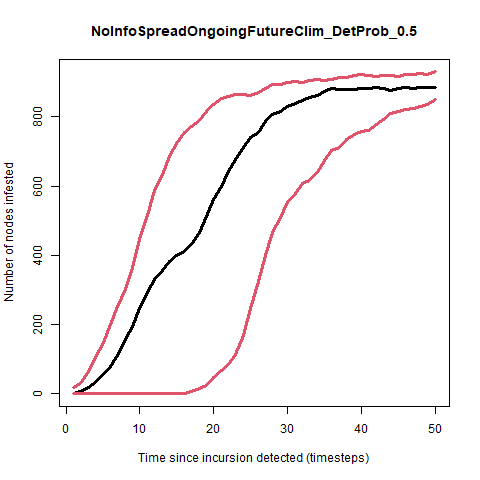 NoInfoSpreadOngoingFutureClim_DetProb_0.5
Number of nodes infested
800
600
400
200
0
0 10 20 30 40 50
Time since incursion detected (timesteps)